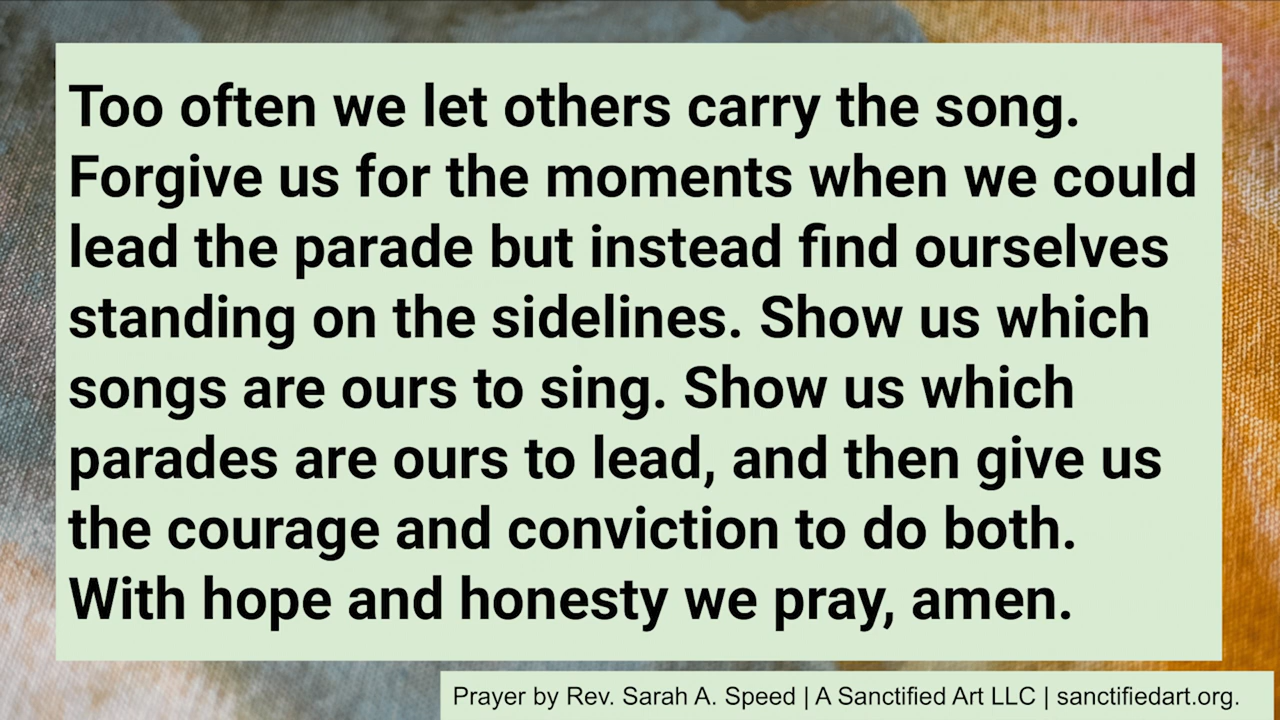 Too often we let others carry the song.
Forgive us for the moments when we could
lead the parade but instead find ourselves
standing on the sidelines. Show us which
songs are ours to sing. Show us which
parades are ours to lead, and then give us
the courage and conviction to do both.
With hope and honesty we pray, amen.
Prayer by Rev. Sarah A. Speed | A Sanctified Art LLC | sanctifiedart.org.